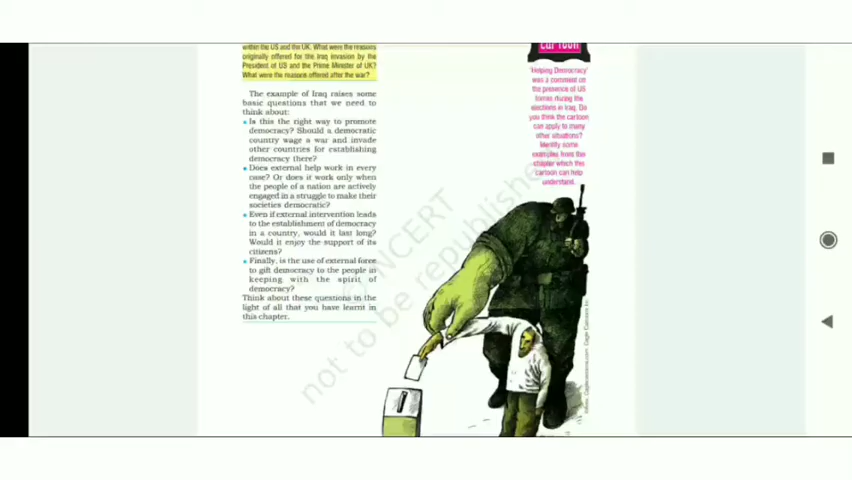 within the US and the UK. What were the reasons
originally offered for the Iraq invasion by the
President of US and the Prime Minister of UK?
What were the reasons offered after the war?
The example of Iraq raises some
basic questions that we need to
think about:
• Is this the right way to promote
democracy? Should a democratic
country wage a war and invade
other countries for establishing
democracy there?
• Does external help work in every
case? Or does it work only when
the people of a nation are actively
engaged in a struggle to make their
societies democratic?
• Even if external intervention leads
to the establishment of democracy
in a country, would it last long?
Would it enjoy the support of its
citizens?
• Finally, is the use of external force
to gift democracy to the people in
keeping with the spirit of
democracy?
Think about these questions in the
light of all that you have learnt in
this chapter.
CARTOON
'Helping Democracy'
was a comment on
the presence of US
forces during the
elections in Iraq. Do
you think the cartoon
can apply to many
other situations?
Identify some
examples from this
chapter which this
cartoon can help
understand.
© NCERT
not to be republished